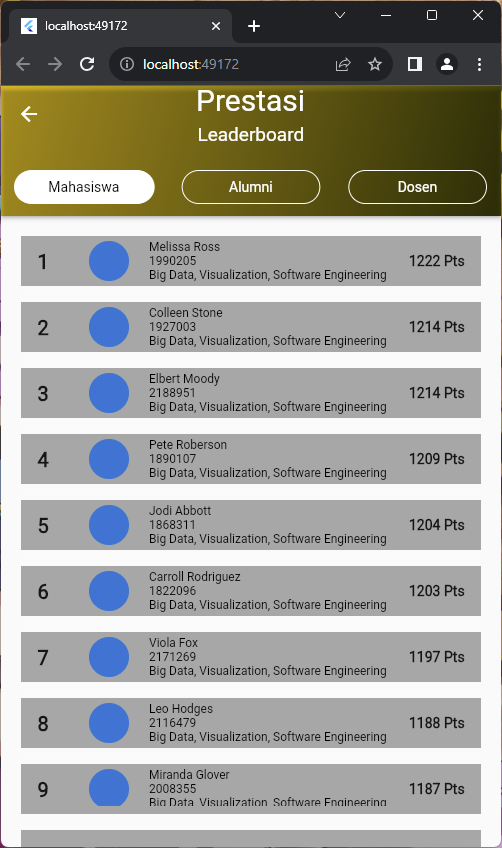 localhost:49172
localhost:49172
Prestasi
Leaderboard
Mahasiswa
Alumni
Dosen
1
Melissa Ross
1990205
Big Data, Visualization, Software Engineering
1222 Pts
2
Colleen Stone
1927003
Big Data, Visualization, Software Engineering
1214 Pts
3
Elbert Moody
2188951
Big Data, Visualization, Software Engineering
1214 Pts
4
Pete Roberson
1890107
Big Data, Visualization, Software Engineering
1209 Pts
5
Jodi Abbott
1868311
Big Data, Visualization, Software Engineering
1204 Pts
6
Carroll Rodriguez
1822096
Big Data, Visualization, Software Engineering
1203 Pts
7
Viola Fox
2171269
Big Data, Visualization, Software Engineering
1197 Pts
8
Leo Hodges
2116479
Big Data, Visualization, Software Engineering
1188 Pts
9
Miranda Glover
2008355
Big Data, Visualization, Software Engineering
1187 Pts